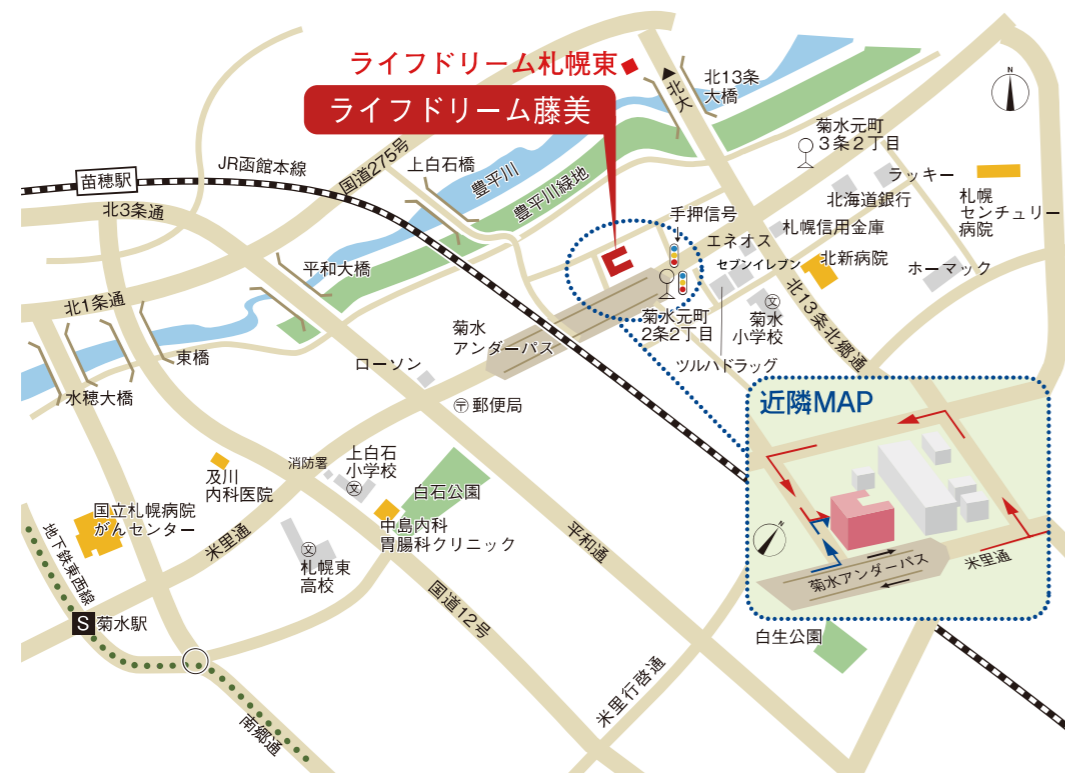 ライフドリーム札幌東
ライフドリーム藤美
北大
北13条
大橋
N
菊水元町
3条2丁目
JR函館本線
国道275号
上白石橋
豊平川
豊平川緑地
苗穂駅
北3条通
手押信号
エネオス
セブンイレブン
ラッキー
北海道銀行
札幌信用金庫
札幌
センチュリー
病院
北新病院
ホーマック
平和大橋
北1条通
菊水元町
2条2丁目
文
菊水
小学校
北13条北郷通
菊水
アンダーパス
東橋
ローソン
ツルハドラッグ
水穂大橋
〒郵便局
近隣MAP
N
菊水アンダーパス
米里通
消防署
上白石
小学校
文
及川
内科医院
白石公園
国立札幌病院
がんセンター
中島内科
胃腸科クリニック
地下鉄東西線
米里通
文
札幌東
高校
平和通
国道12号
S
菊水駅
白生公園
米里行啓通
南郷通